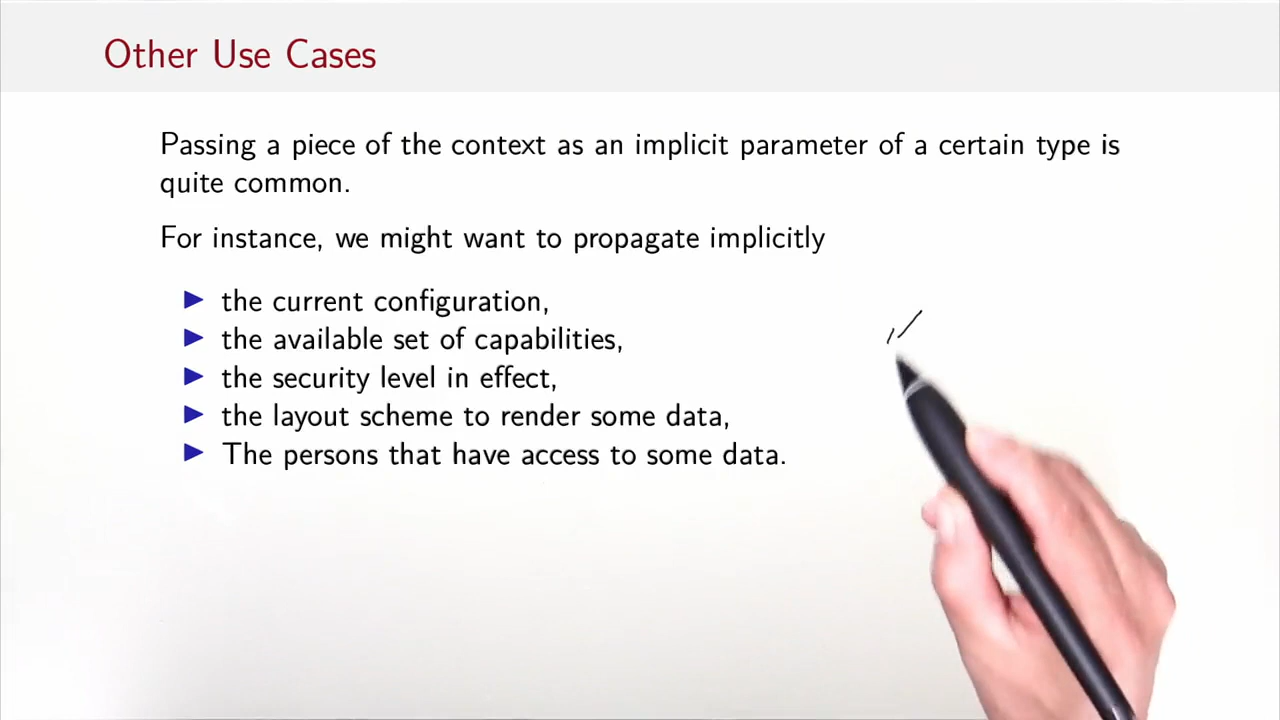 Other Use Cases
Passing a piece of the context as an implicit parameter of a certain type is
quite common.
For instance, we might want to propagate implicitly
the current configuration,
the available set of capabilities,
the security level in effect,
the layout scheme to render some data,
The persons that have access to some data.